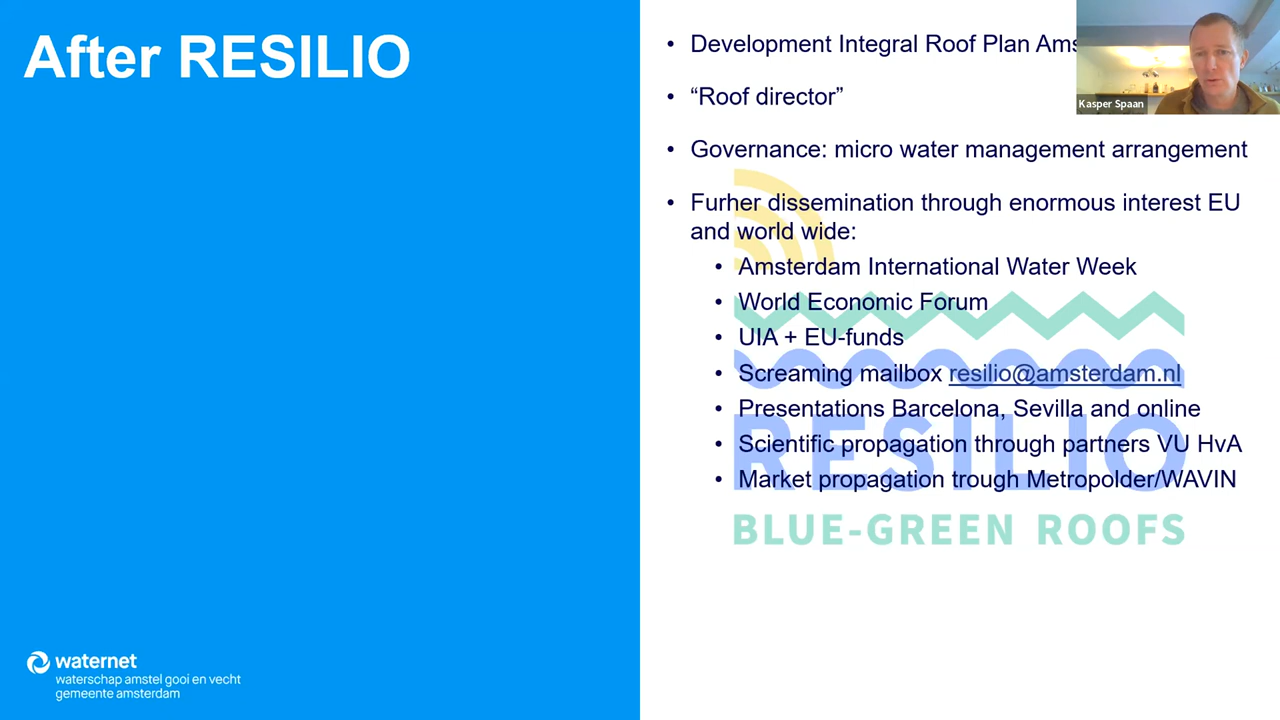 After RESILIO
• Development Integral Roof Plan Ams
Kasper Spaan
• “Roof director”
• Governance: micro water management arrangement
• Furher dissemination through enormous interest EU
and world wide:
• Amsterdam International Water Week
• World Economic Forum
• UIA + EU-funds
• Screaming mailbox resilio@amsterdam.nl
• Presentations Barcelona, Sevilla and online
• Scientific propagation through partners VU HvA
• Market propagation trough Metropolder/WAVIN
RESILIO
BLUE-GREEN ROOFS
waternet
waterschap amstel gooi en vecht
gemeente amsterdam